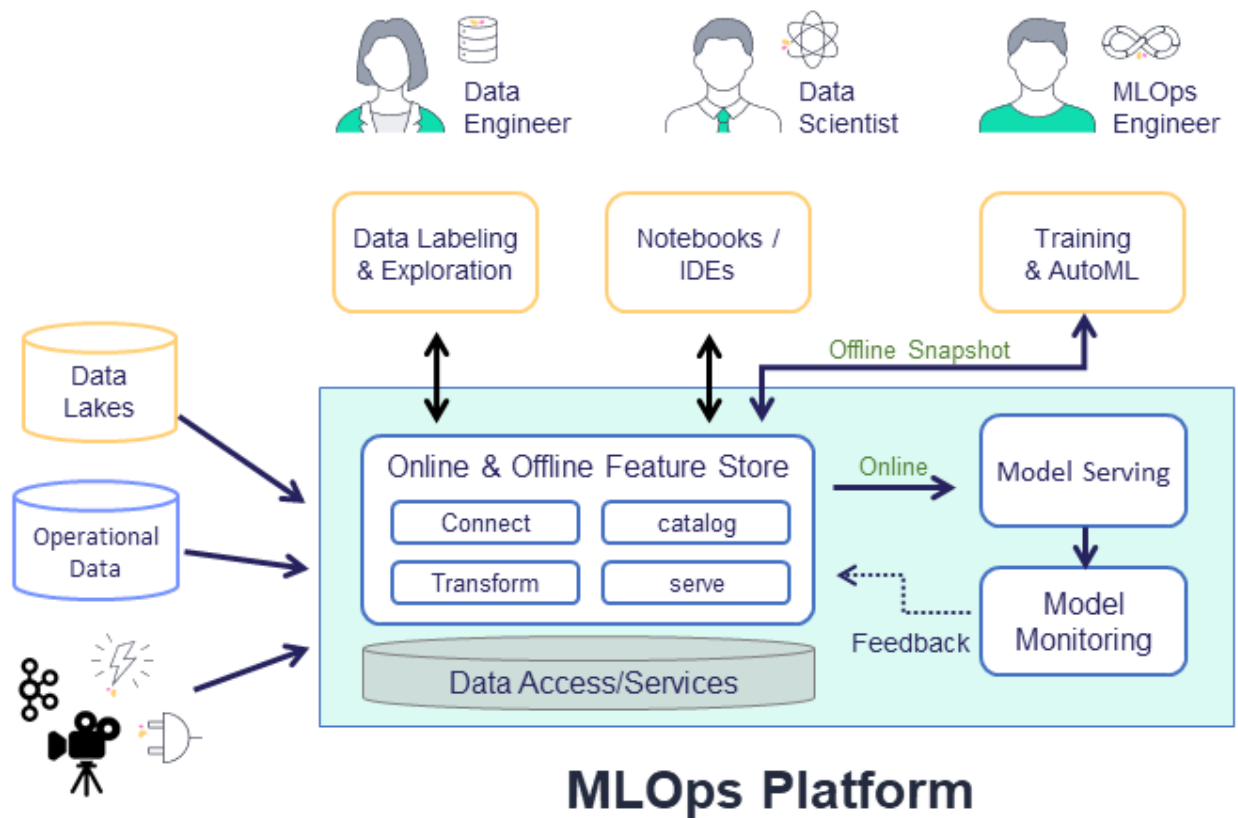 Data
Engineer
Data
Scientist
MLOps
Engineer
Data Labeling
& Exploration
Notebooks /
IDEs
Training
& AutoML
Offline Snapshot
Data
Lakes
Operational
Data
Online & Offline Feature Store
Connect
catalog
Transform
serve
Online
Model Serving
Feedback
Model
Monitoring
Data Access/Services
MLOps Platform